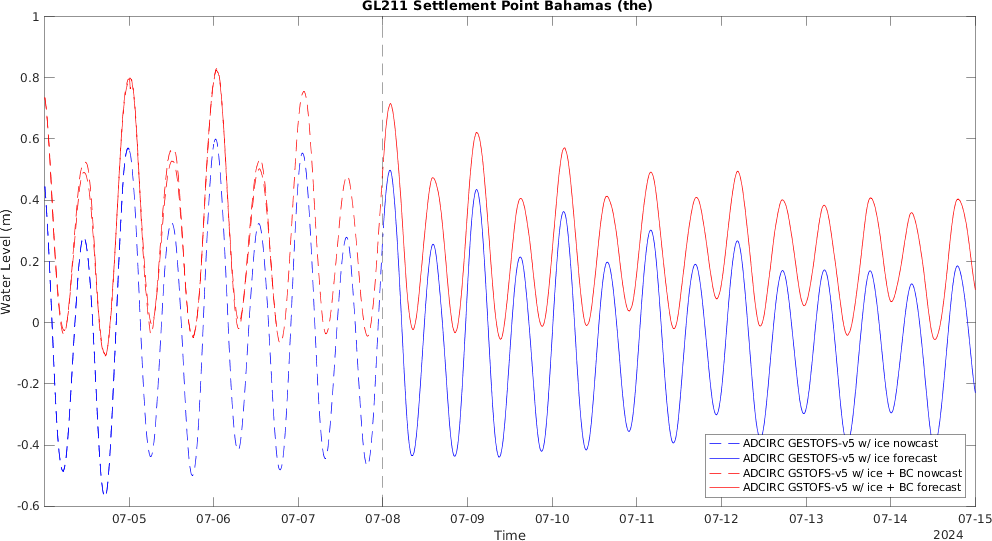 GL211 Settlement Point Bahamas (the)
1
0.8
0.6
0.4
0.2
0
-0.2
-0.4
-0.6
Water Level (m)
ADCIRC GESTOFS-v5 w/ ice nowcast
ADCIRC GESTOFS-v5 w/ ice forecast
ADCIRC GSTOFS-v5 w/ ice + BC nowcast
ADCIRC GSTOFS-v5 w/ ice + BC forecast
07-05 07-06 07-07 07-08 07-09 07-10 07-11 07-12 07-13 07-14 07-15
Time
2024